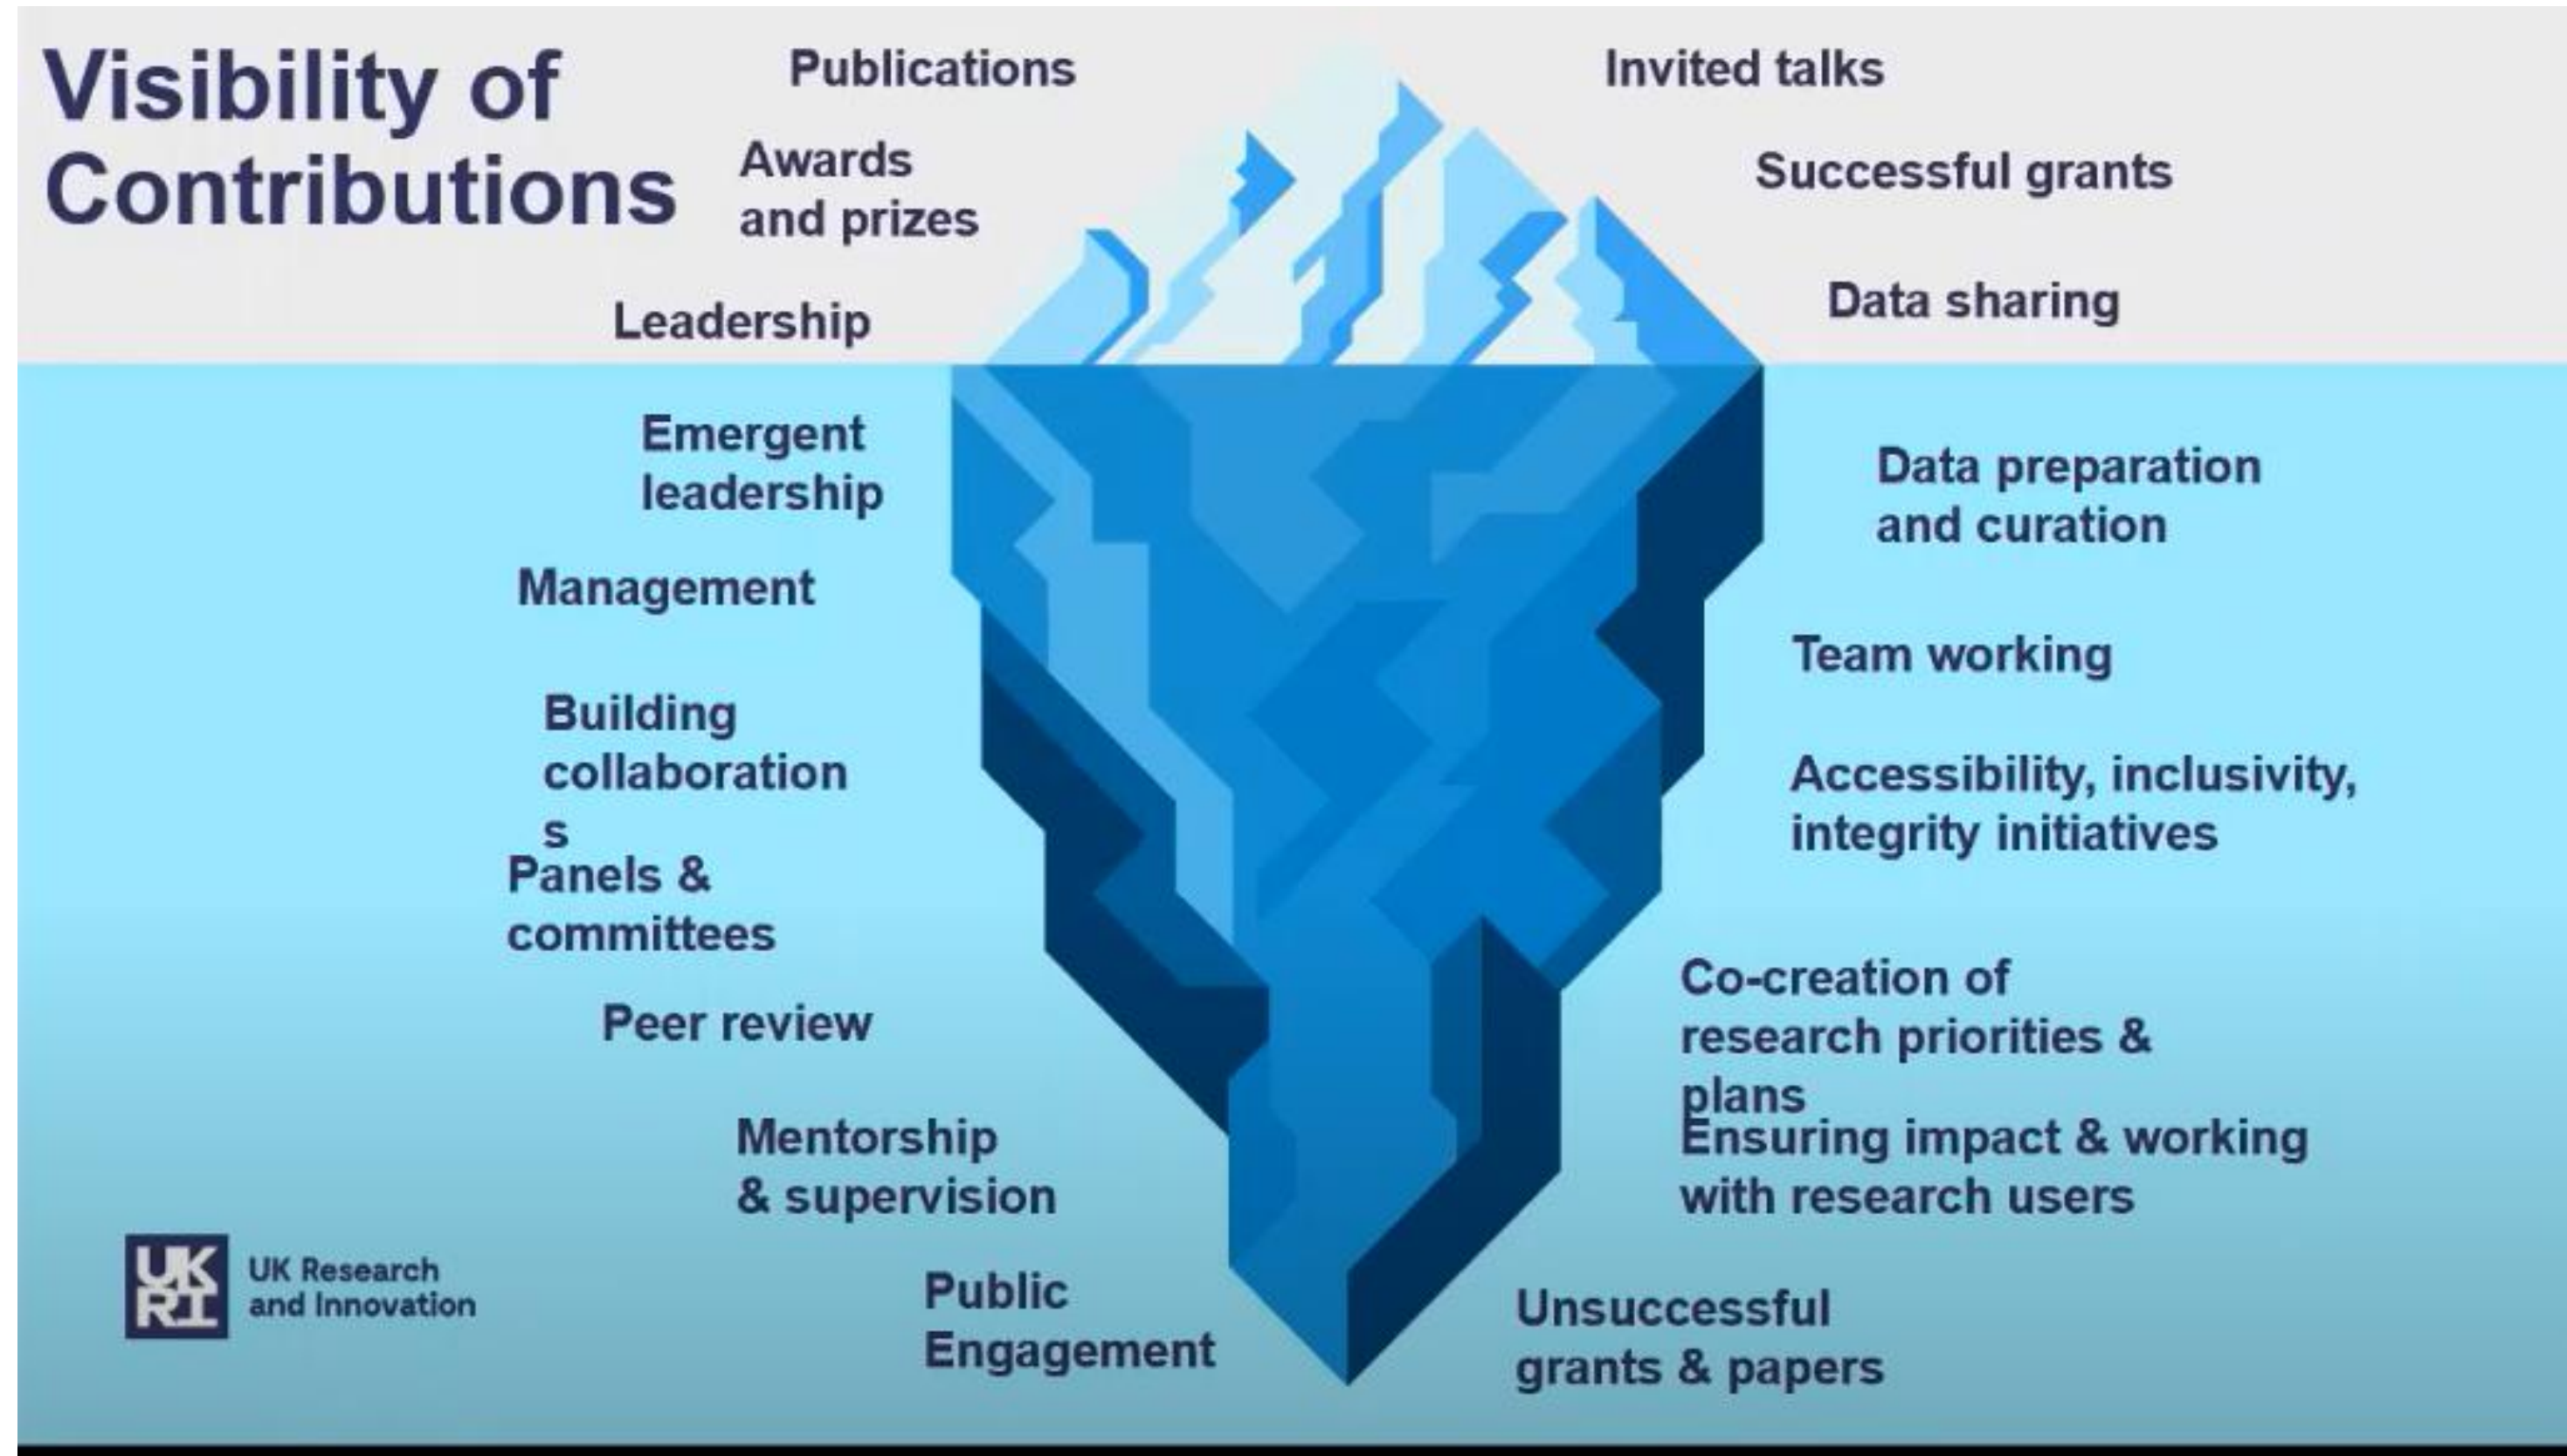 Visibility of
Contributions
Publications
Awards
and prizes
Leadership
Invited talks
Successful grants
Data sharing
Emergent
leadership
Management
Building
collaboration
s
Panels &
committees
Peer review
Mentorship
& supervision
Public
Engagement
Data preparation
and curation
Team working
Accessibility, inclusivity,
integrity initiatives
Co-creation of
research priorities &
plans
Ensuring impact & working
with research users
Unsuccessful
grants & papers
UK
RI
UK Research
and Innovation